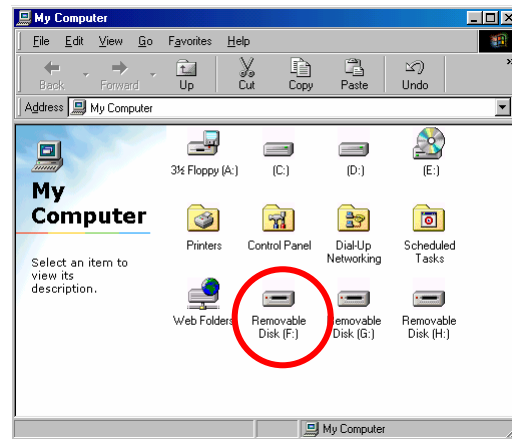 My Computer
File Edit View Go Favorites Help
Back Forward Up Cut Copy Paste Undo »
Address My Computer
3½ Floppy (A:) (C:) (D:) (E:)
My
Computer
Printers Control Panel Dial-Up
Networking Scheduled
Tasks
Select an item to
view its
description.
Web Folders Removable
Disk (F:) Removable
Disk (G:) Removable
Disk (H:)
My Computer